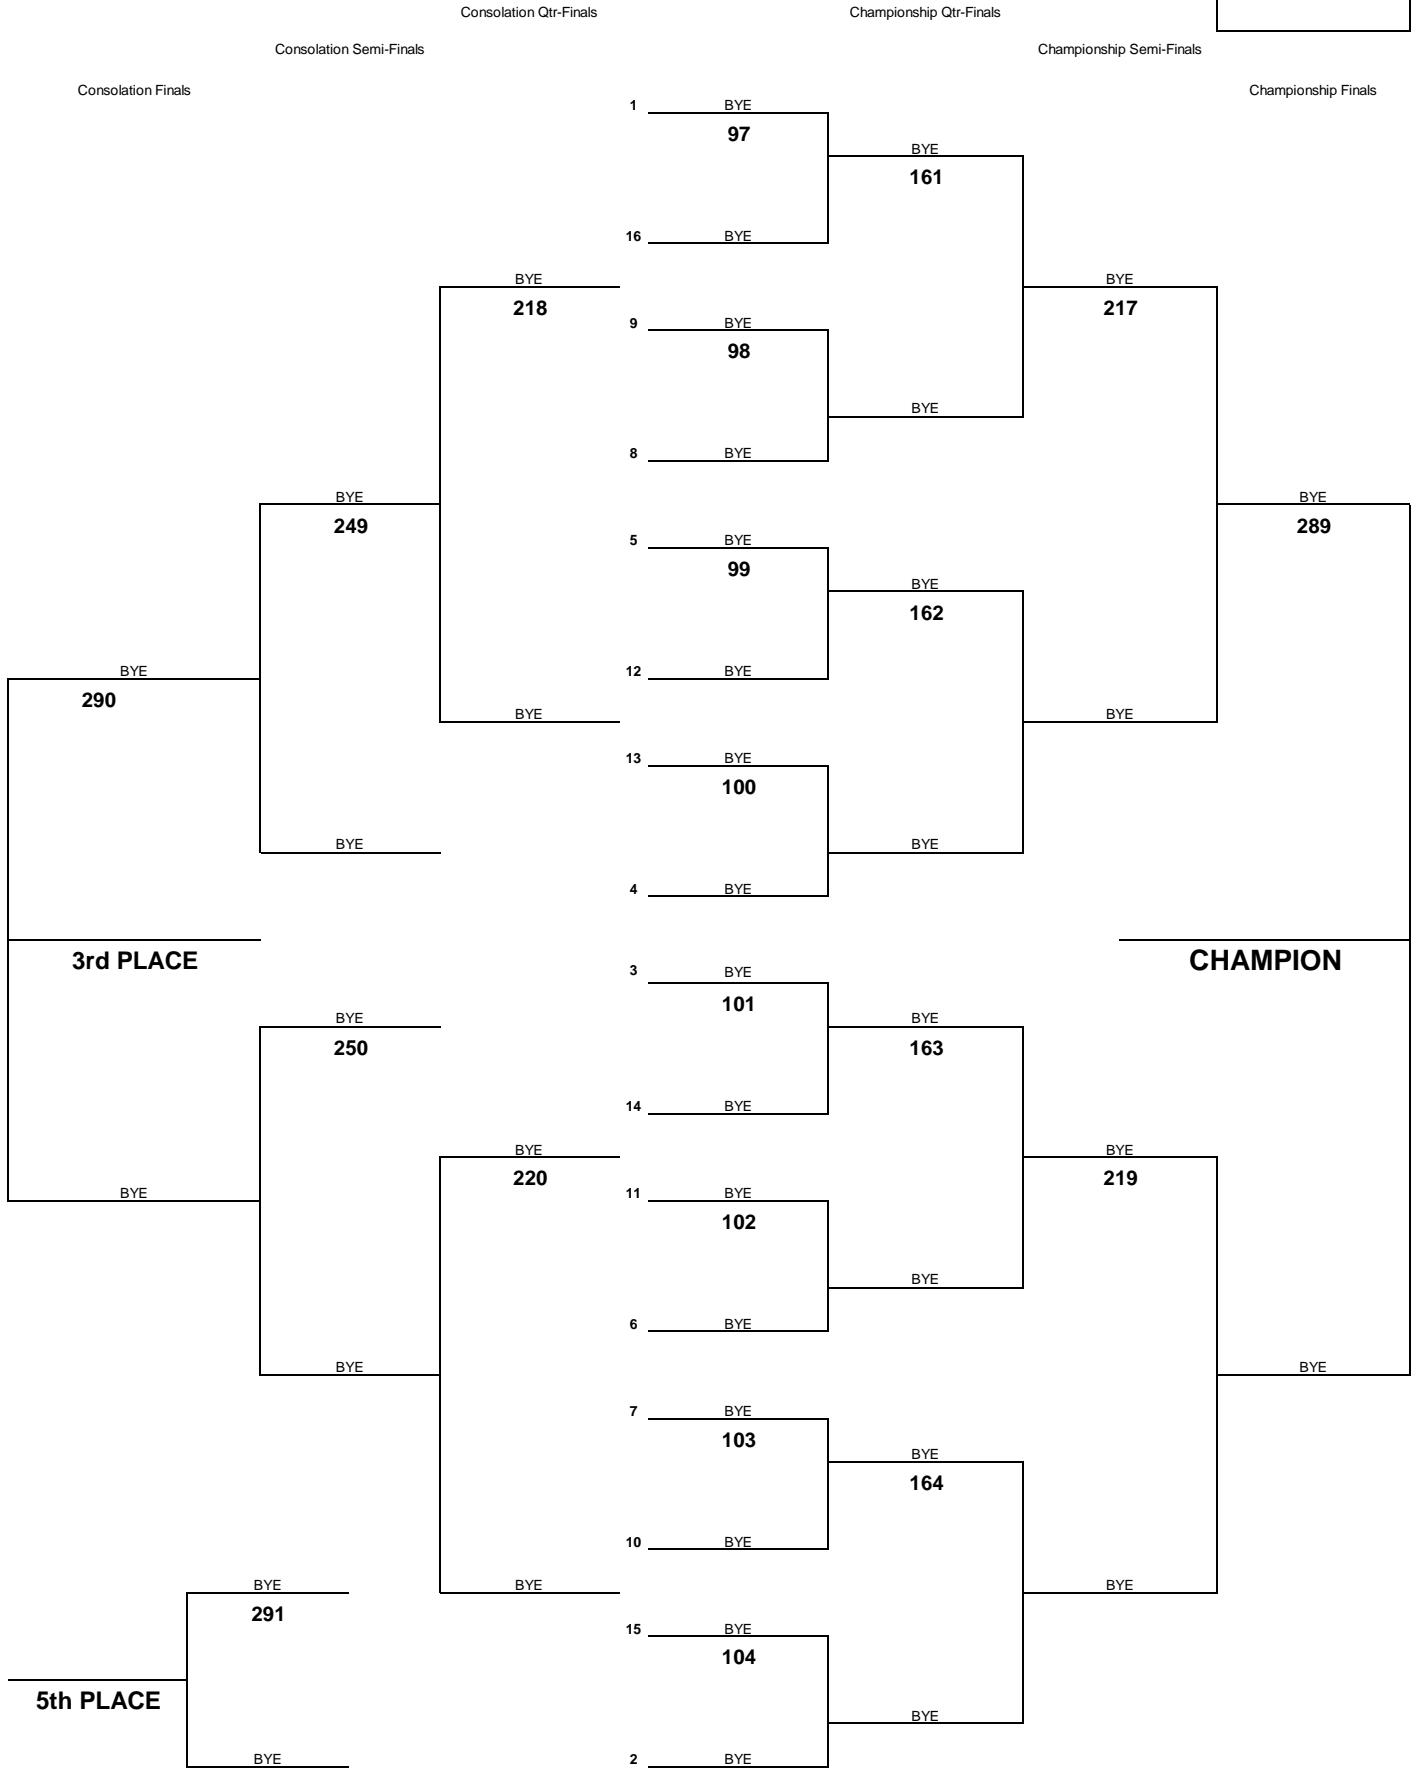 Consolation Qtr-Finals Championship Qtr-Finals
Consolation Semi-Finals Championship Semi-Finals
Consolation Finals Championship Finals
1 BYE
97
BYE
161
16 BYE
BYE BYE
218 217
9 BYE
98
BYE
8 BYE
BYE BYE
249 289
5 BYE
99
BYE
162
12 BYE
BYE
290
BYE BYE
13 BYE
100
BYE BYE
4 BYE
3rd PLACE CHAMPION
3 BYE
101
BYE BYE
250 163
14 BYE
BYE BYE
220 219
BYE 11 BYE
102
BYE
6 BYE
BYE BYE
7 BYE
103
BYE
164
10 BYE
BYE BYE BYE
291
15 BYE
104
5th PLACE
BYE
BYE 2 BYE